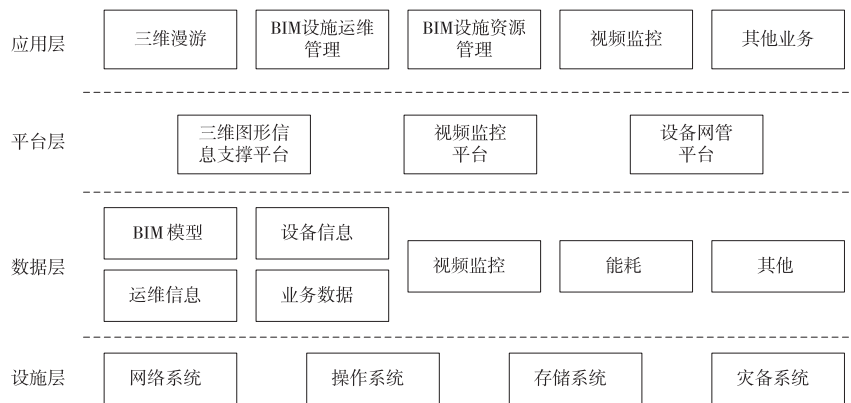 应用层
三维漫游
BIM设施运维
管理
BIM设施资源
管理
视频监控
其他业务
平台层
三维图形信
息支撑平台
视频监控
平台
设备网管
平台
数据层
BIM 模型
设备信息
运维信息
业务数据
视频监控
能耗
其他
设施层
网络系统
操作系统
存储系统
灾备系统